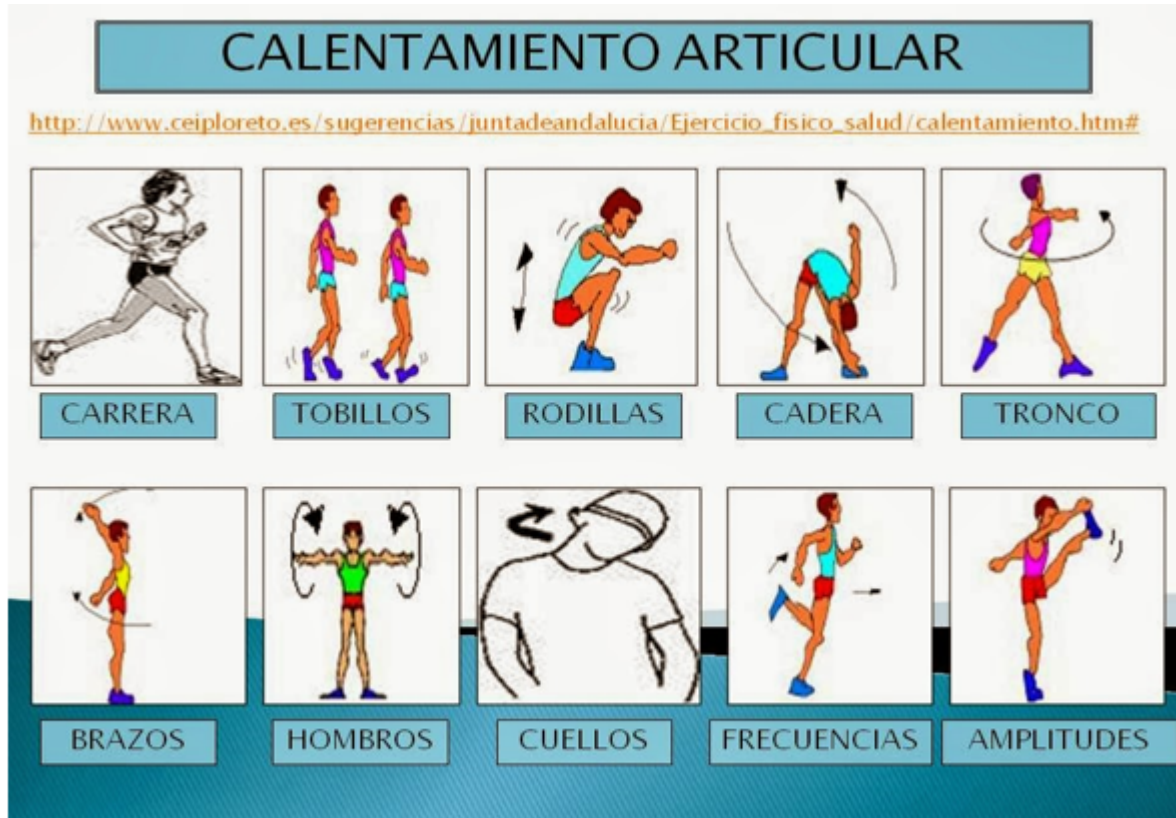 CALENTAMIENTO ARTICULAR
http://www.ceiploreto.es/sugerencias/juntadeandalucia/Ejercicio_fisico_salud/calentamiento.htm#
CARRERA
TOBILLOS
RODILLAS
CADERA
TRONCO
BRAZOS
HOMBROS
CUELLOS
FRECUENCIAS
AMPLITUDES